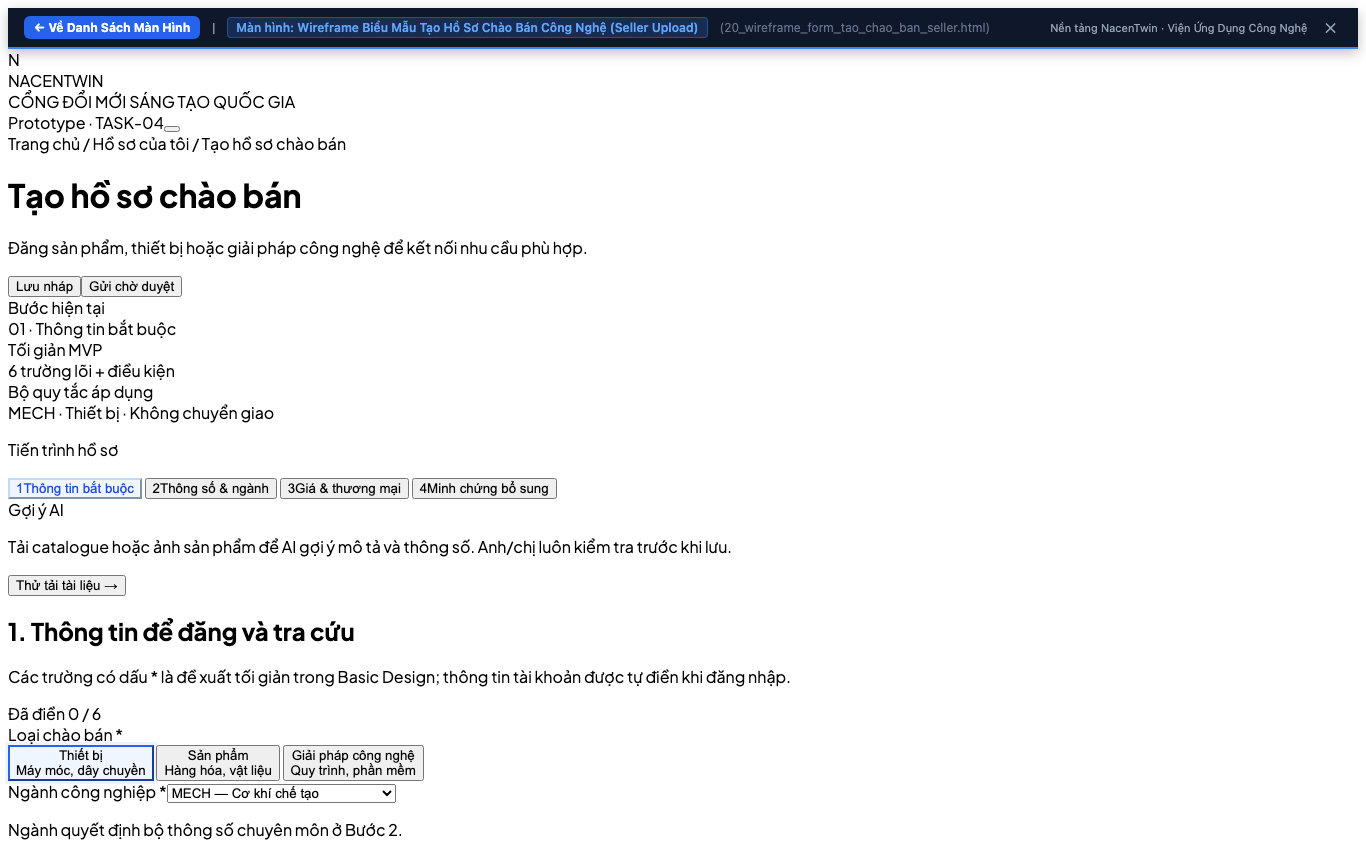 ← Về Danh Sách Màn Hình | Màn hình: Wireframe Biểu Mẫu Tạo Hồ Sơ Chào Bán Công Nghệ (Seller Upload) (20_wireframe_form_tao_chao_ban_seller.html) Nền tảng NacenTwin · Viện Ứng Dụng Công Nghệ ✕
N
NACENTWIN
CỔNG ĐỔI MỚI SÁNG TẠO QUỐC GIA
Prototype · TASK-04
Trang chủ / Hồ sơ của tôi / Tạo hồ sơ chào bán
Tạo hồ sơ chào bán
Đăng sản phẩm, thiết bị hoặc giải pháp công nghệ để kết nối nhu cầu phù hợp.
Lưu nháp Gửi chờ duyệt
Bước hiện tại
01 · Thông tin bắt buộc
Tối giản MVP
6 trường lõi + điều kiện
Bộ quy tắc áp dụng
MECH · Thiết bị · Không chuyển giao
Tiến trình hồ sơ
1Thông tin bắt buộc 2Thông số & ngành 3Giá & thương mại 4Minh chứng bổ sung
Gợi ý AI
Tải catalogue hoặc ảnh sản phẩm để AI gợi ý mô tả và thông số. Anh/chị luôn kiểm tra trước khi lưu.
Thử tải tài liệu →
1. Thông tin để đăng và tra cứu
Các trường có dấu * là đề xuất tối giản trong Basic Design; thông tin tài khoản được tự điền khi đăng nhập.
Đã điền 0 / 6
Loại chào bán *
Thiết bị Sản phẩm Giải pháp công nghệ
Máy móc, dây chuyền Hàng hóa, vật liệu Quy trình, phần mềm
Ngành công nghiệp * MECH — Cơ khí chế tạo
Ngành quyết định bộ thông số chuyên môn ở Bước 2.